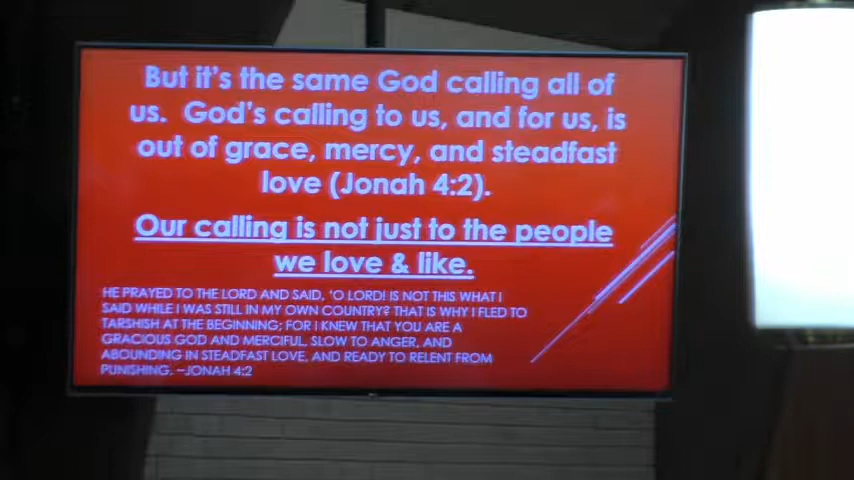 But it's the same God calling all of
us. God's calling to us, and for us, is
out of grace, mercy, and steadfast
love (Jonah 4:2).
Our calling is not just to the people
we love & like.
HE PRAYED TO THE LORD AND SAID, 'O LORD! IS NOT THIS WHAT I
SAID WHILE I WAS STILL IN MY OWN COUNTRY? THAT IS WHY I FLED TO
TARSHISH AT THE BEGINNING; FOR I KNEW THAT YOU ARE A
GRACIOUS GOD AND MERCIFUL, SLOW TO ANGER, AND
ABOUNDING IN STEADFAST LOVE, AND READY TO RELENT FROM
PUNISHING. ~JONAH 4:2